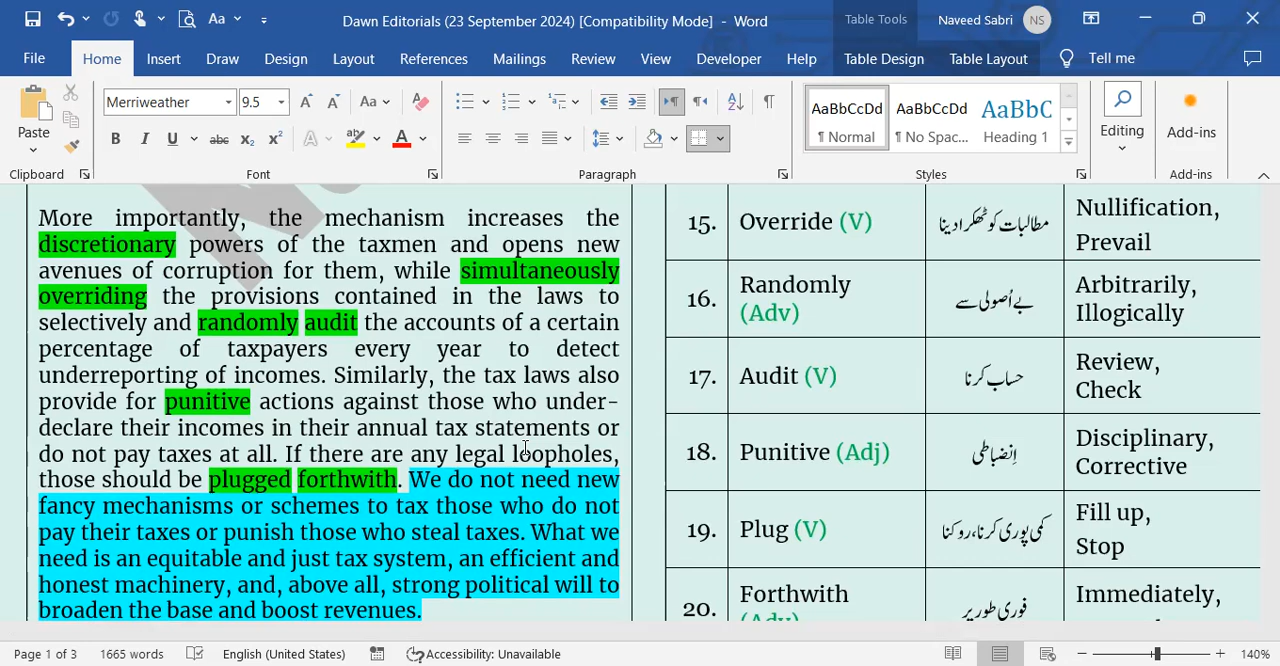 Aa
Dawn Editorials (23 September 2024) [Compatibility Mode] - Word
Table Tools
Naveed Sabri
NS
File
Home
Insert
Draw
Design
Layout
References
Mailings
Review
View
Developer
Help
Table Design
Table Layout
Tell me
Paste
Clipboard
Merriweather
9.5
Aa
B I U abc X₂ X²
A
Font
Paragraph
AaBbCcDd
¶ Normal
AaBbCcDd
¶ No Spac...
AaBbC
Heading 1
Styles
Editing
Add-ins
Add-ins
More importantly, the mechanism increases the
discretionary powers of the taxmen and opens new
avenues of corruption for them, while simultaneously
overriding the provisions contained in the laws to
selectively and randomly audit the accounts of a certain
percentage of taxpayers every year to detect
underreporting of incomes. Similarly, the tax laws also
provide for punitive actions against those who under-
declare their incomes in their annual tax statements or
do not pay taxes at all. If there are any legal loopholes,
those should be plugged forthwith. We do not need new
fancy mechanisms or schemes to tax those who do not
pay their taxes or punish those who steal taxes. What we
need is an equitable and just tax system, an efficient and
honest machinery, and, above all, strong political will to
broaden the base and boost revenues.
15. Override (V)
مطالبات کو ٹھکرا دینا
Nullification,
Prevail
16. Randomly
(Adv)
بے اُصولی سے
Arbitrarily,
Illogically
17. Audit (V)
حساب کرنا
Review,
Check
18. Punitive (Adj)
اِنضباطی
Disciplinary,
Corrective
19. Plug (V)
کمی پوری کرنا، روکنا
Fill up,
Stop
20. Forthwith
(Adv)
فوری طور پر
Immediately,
Page 1 of 3
1665 words
English (United States)
Accessibility: Unavailable
140%